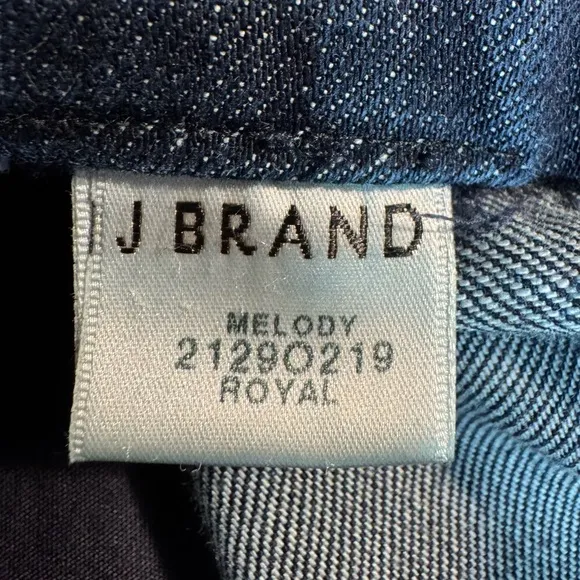 J BRAND
MELODY
2129O219
ROYAL